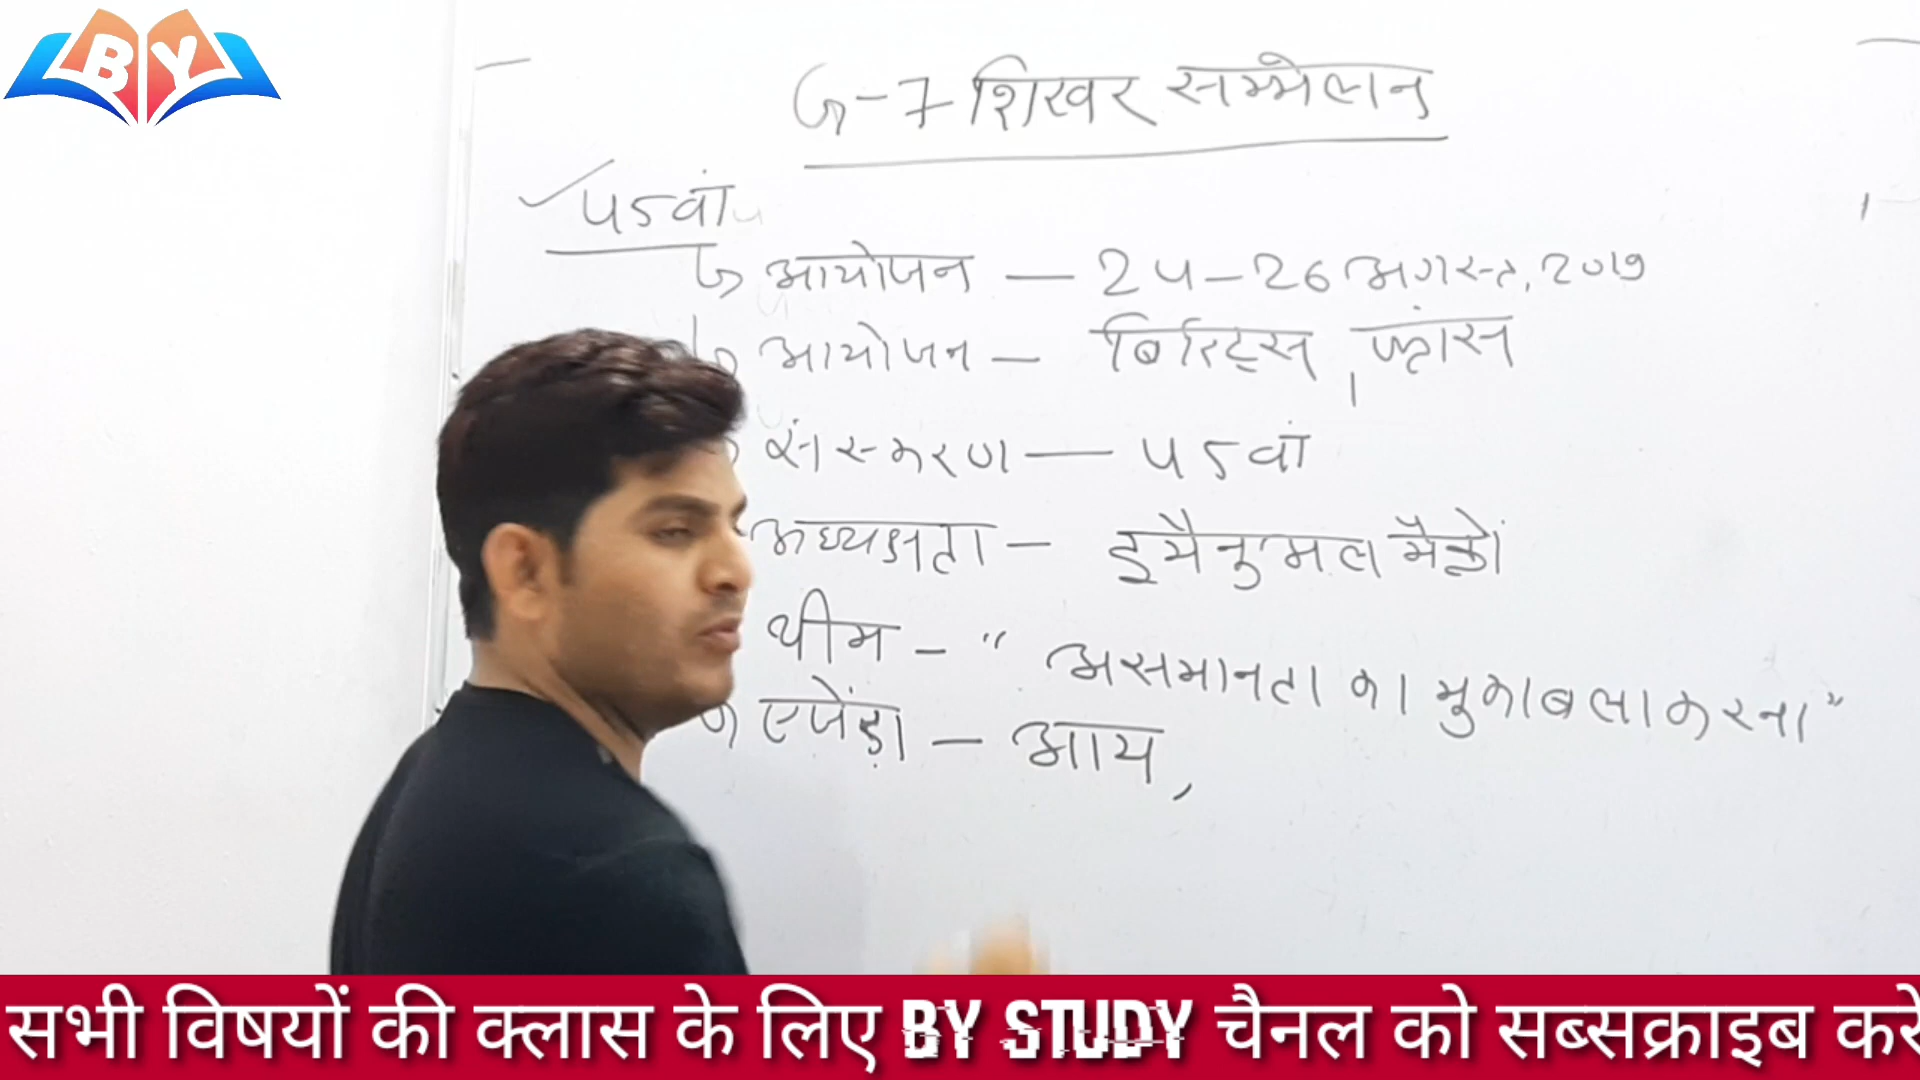 BY
G-7 शिखर सम्मेलन
45वां
आयोजन — 24-26 अगस्त, 2019
आयोजन — बिरिट्स, फ्रांस
संस्करण — 45वां
अध्यक्षता — इमैनुअल मैक्रों
थीम - " असमानता का मुकाबला करना"
एजेंडा — आय,
सभी विषयों की क्लास के लिए BY STUDY चैनल को सब्सक्राइब करे